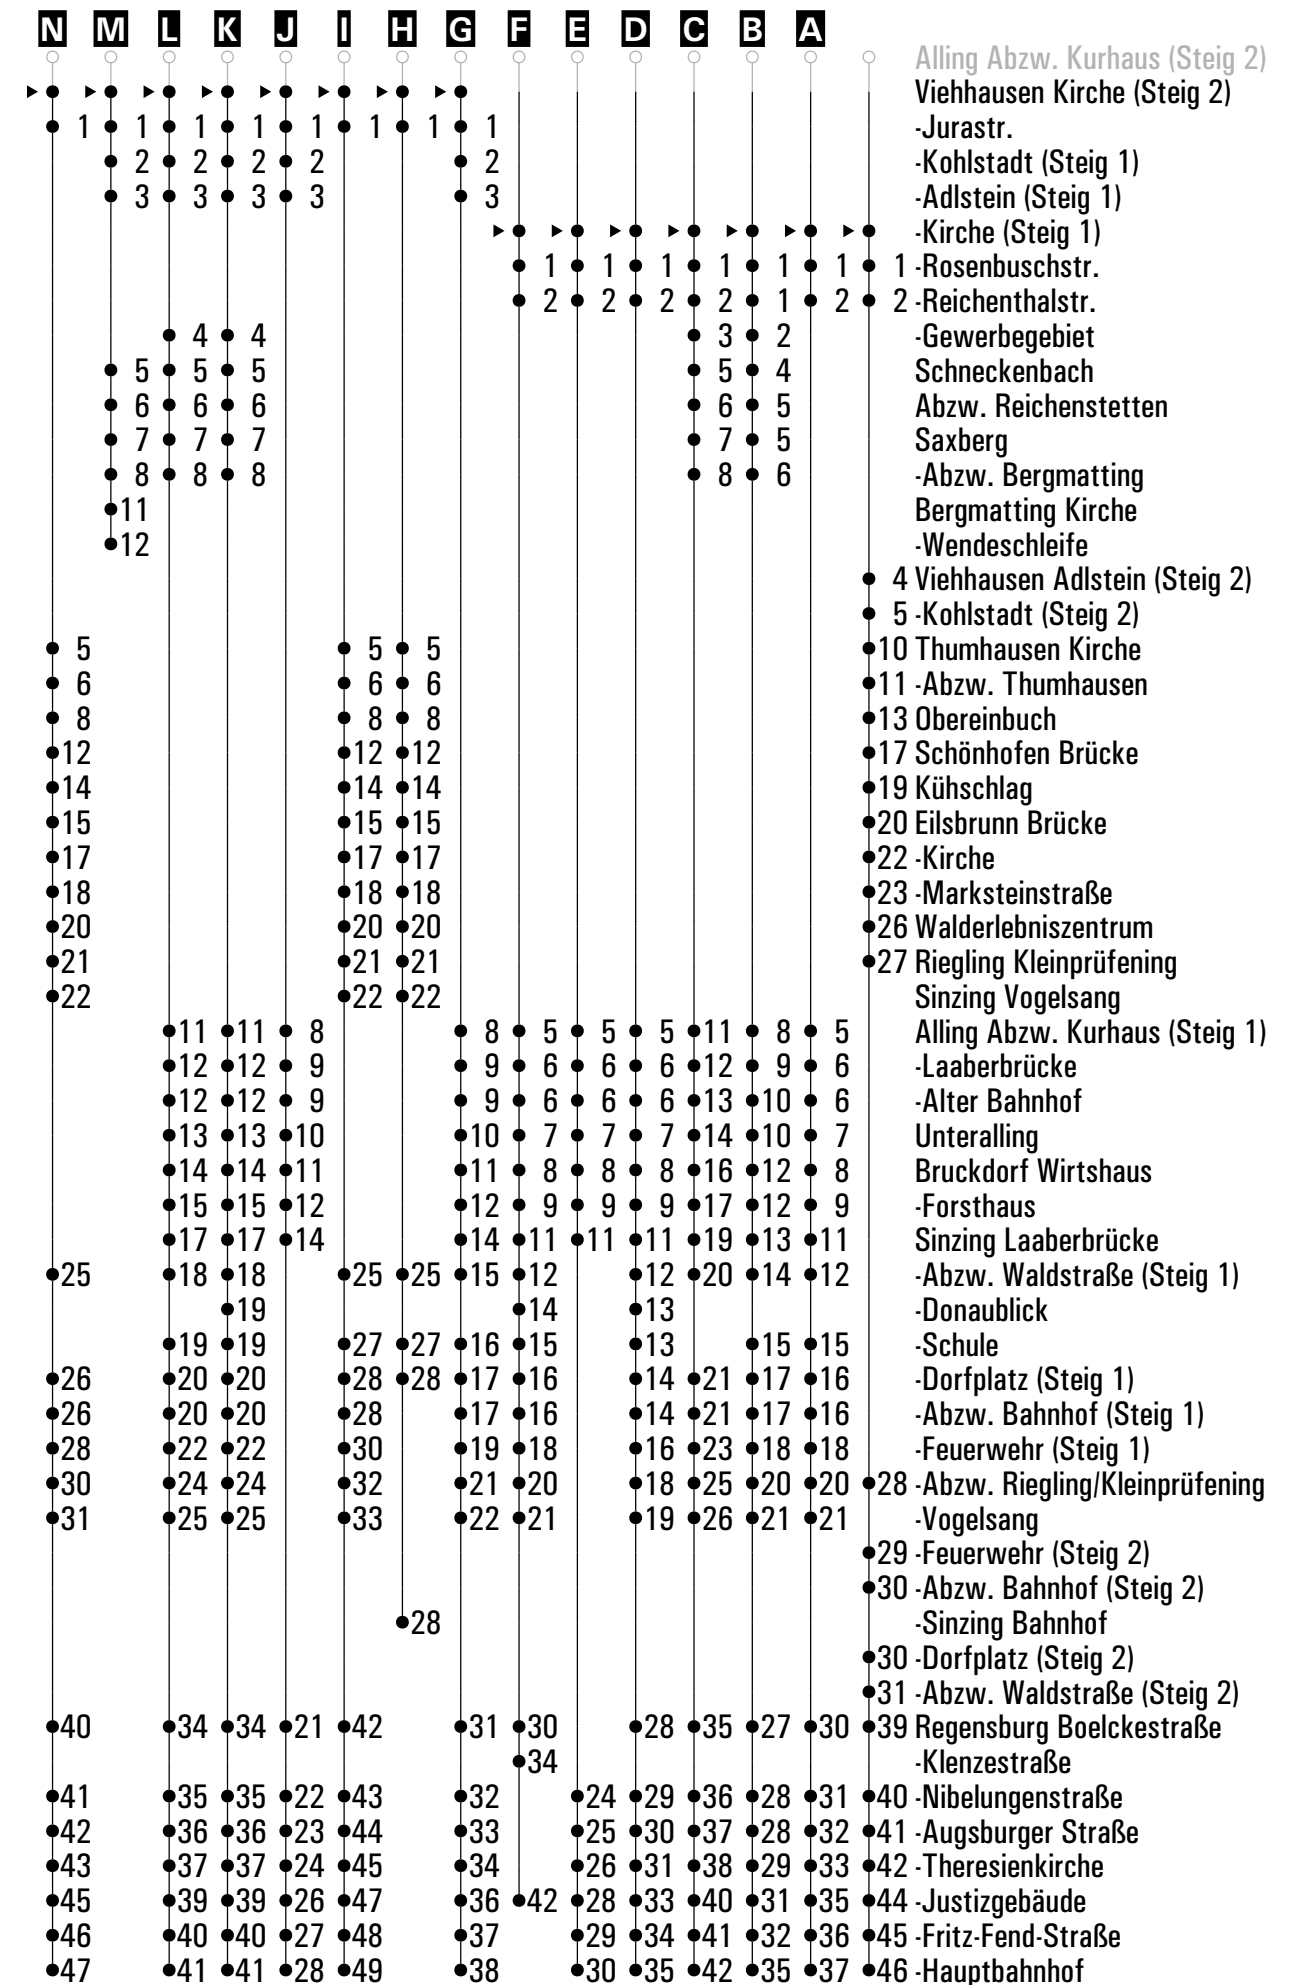 N M L K J I H G F E D C B A
Alling Abzw. Kurhaus (Steig 2)
Viehhausen Kirche (Steig 2)
1 1 1 1 1 1 1 1 -Jurastr.
2 2 2 2 2 -Kohlstadt (Steig 1)
3 3 3 3 3 -Adlstein (Steig 1)
-Kirche (Steig 1)
1 1 1 1 1 1 1 -Rosenbuschstr.
2 2 2 2 1 2 2 -Reichenthalstr.
4 4 3 2 -Gewerbegebiet
5 5 5 5 4 Schneckenbach
6 6 6 6 5 Abzw. Reichenstetten
7 7 7 7 5 Saxberg
8 8 8 8 6 -Abzw. Bergmatting
11 Bergmatting Kirche
12 -Wendeschleife
4 Viehhausen Adlstein (Steig 2)
5 -Kohlstadt (Steig 2)
5 5 5 10 Thumhausen Kirche
6 6 6 11 -Abzw. Thumhausen
8 8 8 13 Obereinbuch
12 12 12 17 Schönhofen Brücke
14 14 14 19 Kühschlag
15 15 15 20 Eilsbrunn Brücke
17 17 17 22 -Kirche
18 18 18 23 -Marksteinstraße
20 20 20 26 Walderlebniszentrum
21 21 21 27 Riegling Kleinprüfening
22 22 22 Sinzing Vogelsang
11 11 8 8 5 5 5 11 8 5 Alling Abzw. Kurhaus (Steig 1)
12 12 9 9 6 6 6 12 9 6 -Laaberbrücke
12 12 9 9 6 6 6 13 10 6 -Alter Bahnhof
13 13 10 10 7 7 7 14 10 7 Unteralling
14 14 11 11 8 8 8 16 12 8 Bruckdorf Wirtshaus
15 15 12 12 9 9 9 17 12 9 -Forsthaus
17 17 14 14 11 11 11 19 13 11 Sinzing Laaberbrücke
25 18 18 25 25 15 12 12 20 14 12 -Abzw. Waldstraße (Steig 1)
19 14 13 -Donaublick
19 19 27 27 16 15 13 15 15 -Schule
26 20 20 28 28 17 16 14 21 17 16 -Dorfplatz (Steig 1)
26 20 20 28 17 16 14 21 17 16 -Abzw. Bahnhof (Steig 1)
28 22 22 30 19 18 16 23 18 18 -Feuerwehr (Steig 1)
30 24 24 32 21 20 18 25 20 20 28 -Abzw. Riegling/Kleinprüfening
31 25 25 33 22 21 19 26 21 21 -Vogelsang
29 -Feuerwehr (Steig 2)
30 -Abzw. Bahnhof (Steig 2)
28 -Sinzing Bahnhof
30 -Dorfplatz (Steig 2)
31 -Abzw. Waldstraße (Steig 2)
40 34 34 21 42 31 30 28 35 27 30 39 Regensburg Boelckestraße
34 -Klenzestraße
41 35 35 22 43 32 24 29 36 28 31 40 -Nibelungenstraße
42 36 36 23 44 33 25 30 37 28 32 41 -Augsburger Straße
43 37 37 24 45 34 26 31 38 29 33 42 -Theresienkirche
45 39 39 26 47 36 42 28 33 40 31 35 44 -Justizgebäude
46 40 40 27 48 37 29 34 41 32 36 45 -Fritz-Fend-Straße
47 41 41 28 49 38 30 35 42 35 37 46 -Hauptbahnhof